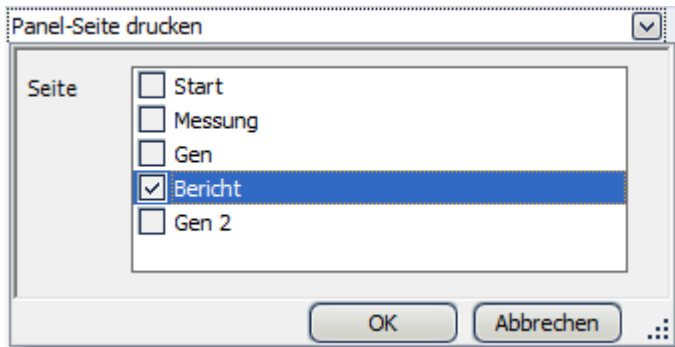 Panel-Seite drucken
Seite
Start
Messung
Gen
Bericht
Gen 2
OK
Abbrechen